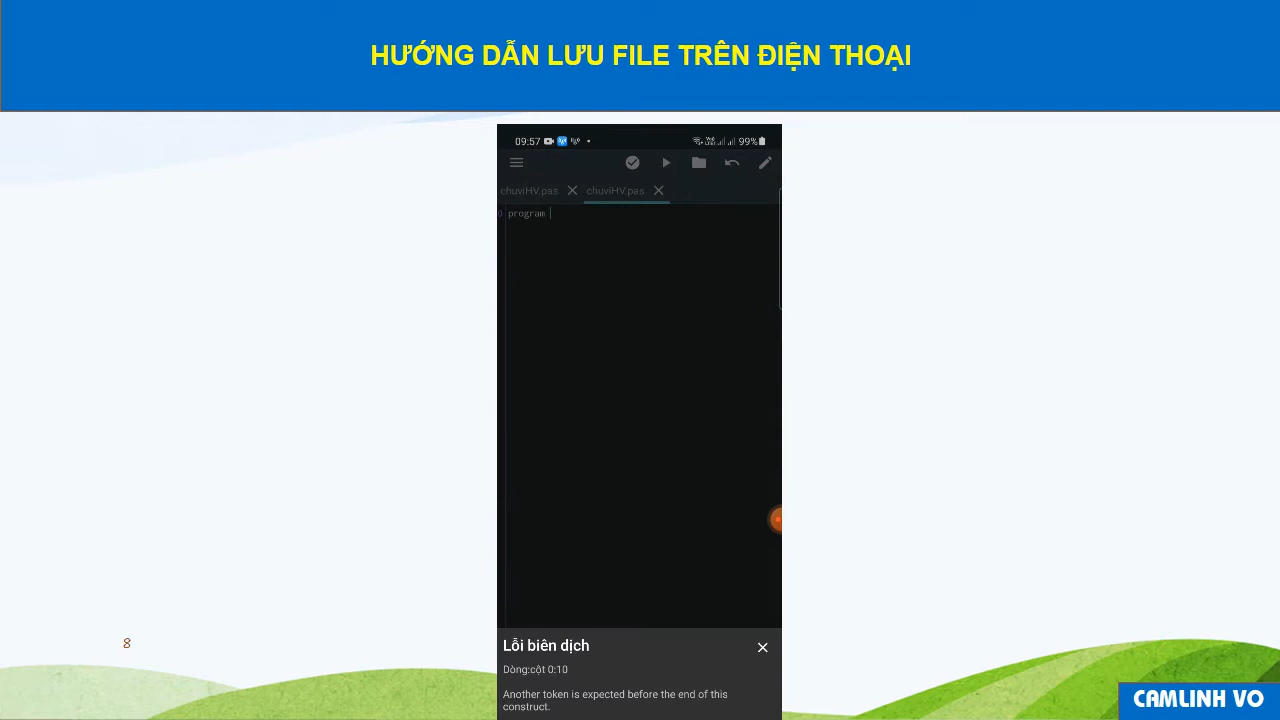 HƯỚNG DẪN LƯU FILE TRÊN ĐIỆN THOẠI
09:57 99%
chuviHV.pas chuviHV.pas
0 program
Lỗi biên dịch
Dòng:cột 0:10
Another token is expected before the end of this
construct.
8
CAMLINH VO